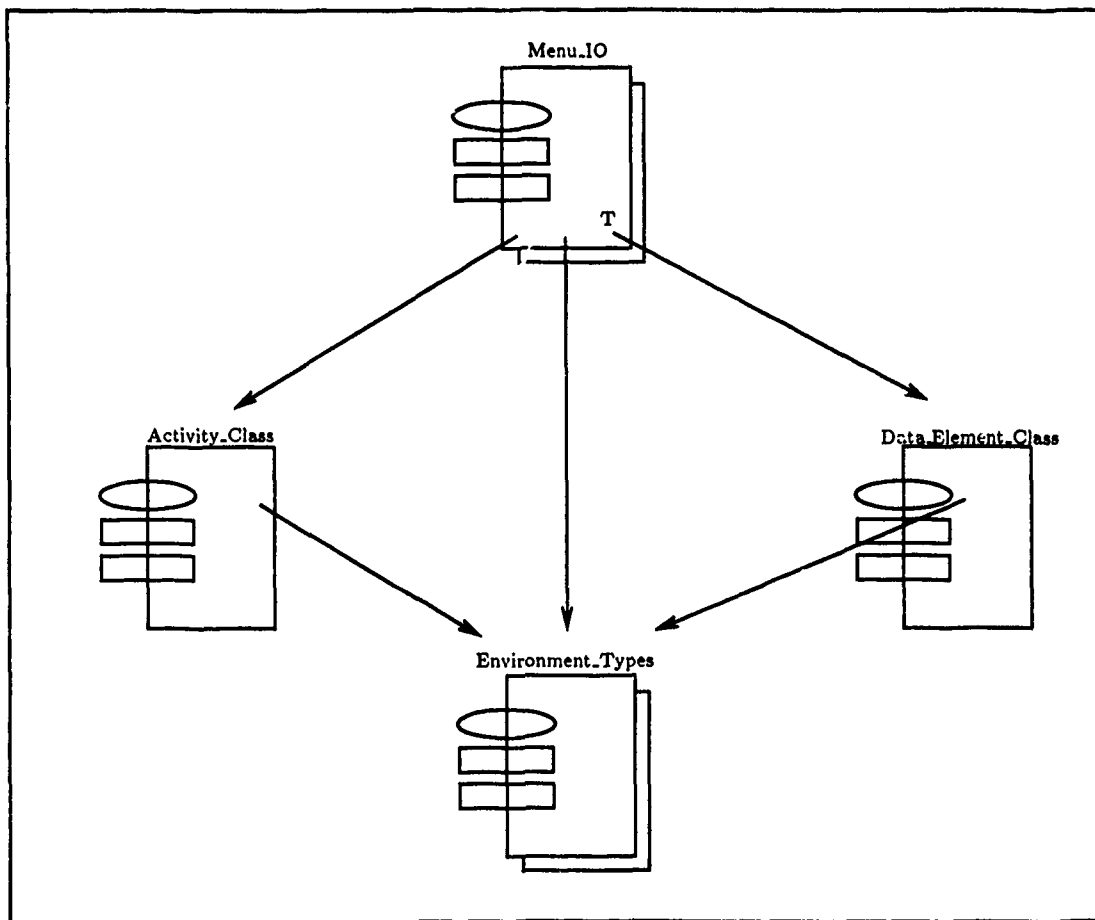 Menu_IO
T
Activity_Class
Data_Element_Class
Environment_Types